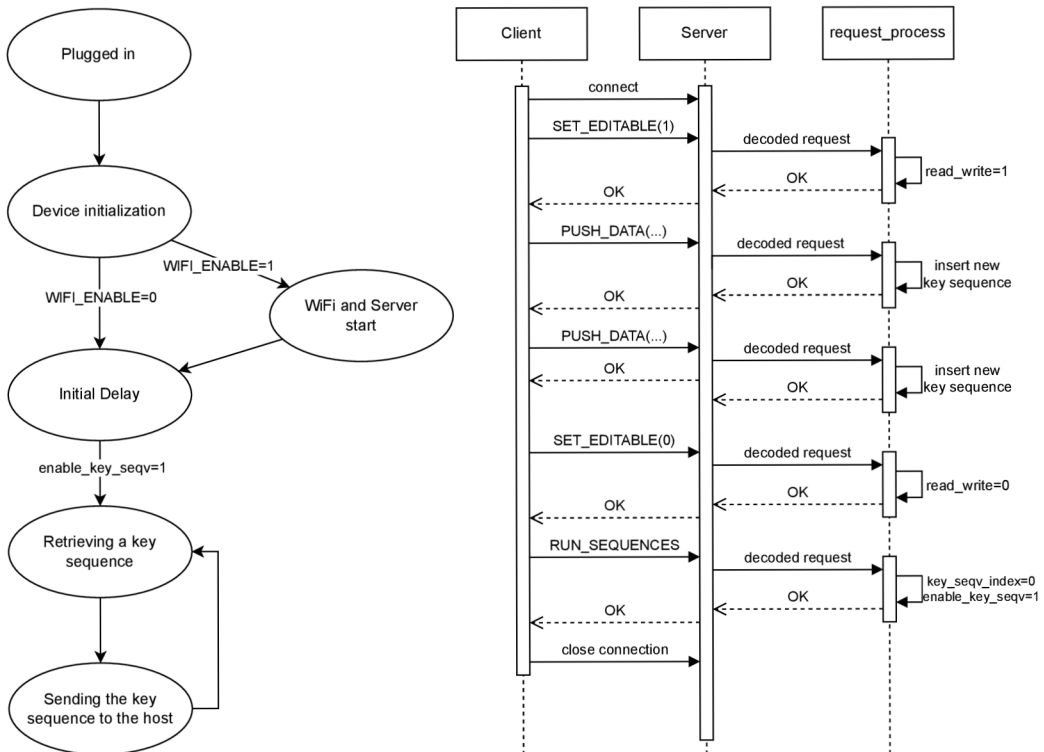 Plugged in
Device initialization
WIFI_ENABLE=1
WIFI_ENABLE=0
WiFi and Server
start
Initial Delay
enable_key_seqv=1
Retrieving a key
sequence
Sending the key
sequence to the host
Client
Server
request_process
connect
SET_EDITABLE(1)
decoded request
read_write=1
OK
OK
PUSH_DATA(...)
decoded request
insert new
key sequence
OK
OK
PUSH_DATA(...)
decoded request
insert new
key sequence
OK
OK
SET_EDITABLE(0)
decoded request
read_write=0
OK
OK
RUN_SEQUENCES
decoded request
key_seqv_index=0
enable_key_seqv=1
OK
OK
close connection